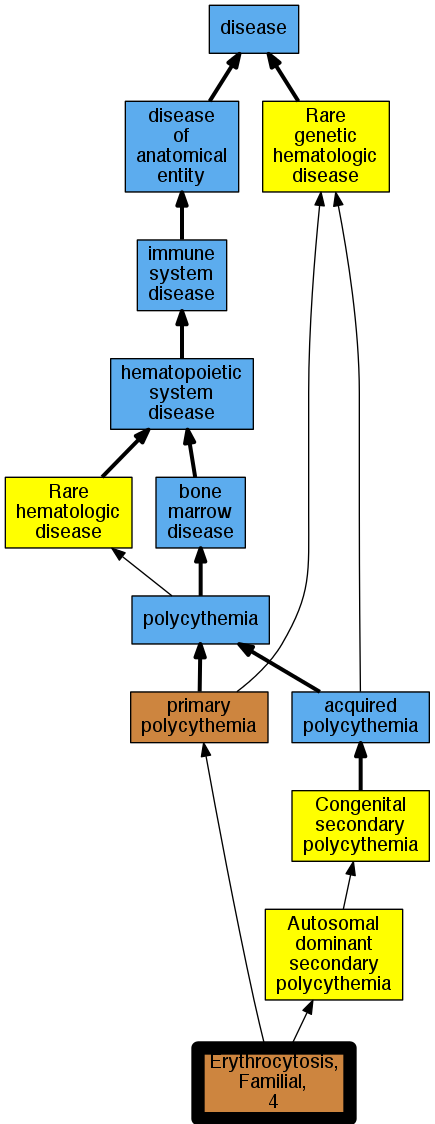 disease
disease
of
anatomical
entity
Rare
genetic
hematologic
disease
immune
system
disease
hematopoietic
system
disease
Rare
hematologic
disease
bone
marrow
disease
polycythemia
primary
polycythemia
acquired
polycythemia
Congenital
secondary
polycythemia
Autosomal
dominant
secondary
polycythemia
Erythrocytosis,
Familial,
4